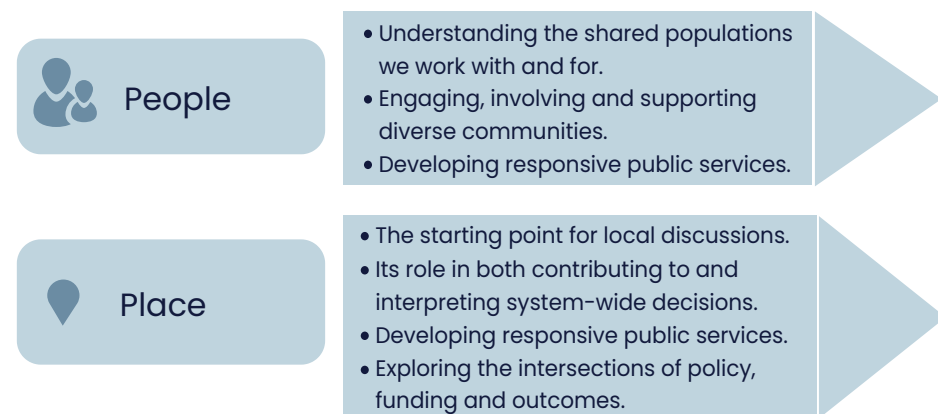 People
• Understanding the shared populations
we work with and for.
• Engaging, involving and supporting
diverse communities.
• Developing responsive public services.
Place
• The starting point for local discussions.
• Its role in both contributing to and
interpreting system-wide decisions.
• Developing responsive public services.
• Exploring the intersections of policy,
funding and outcomes.